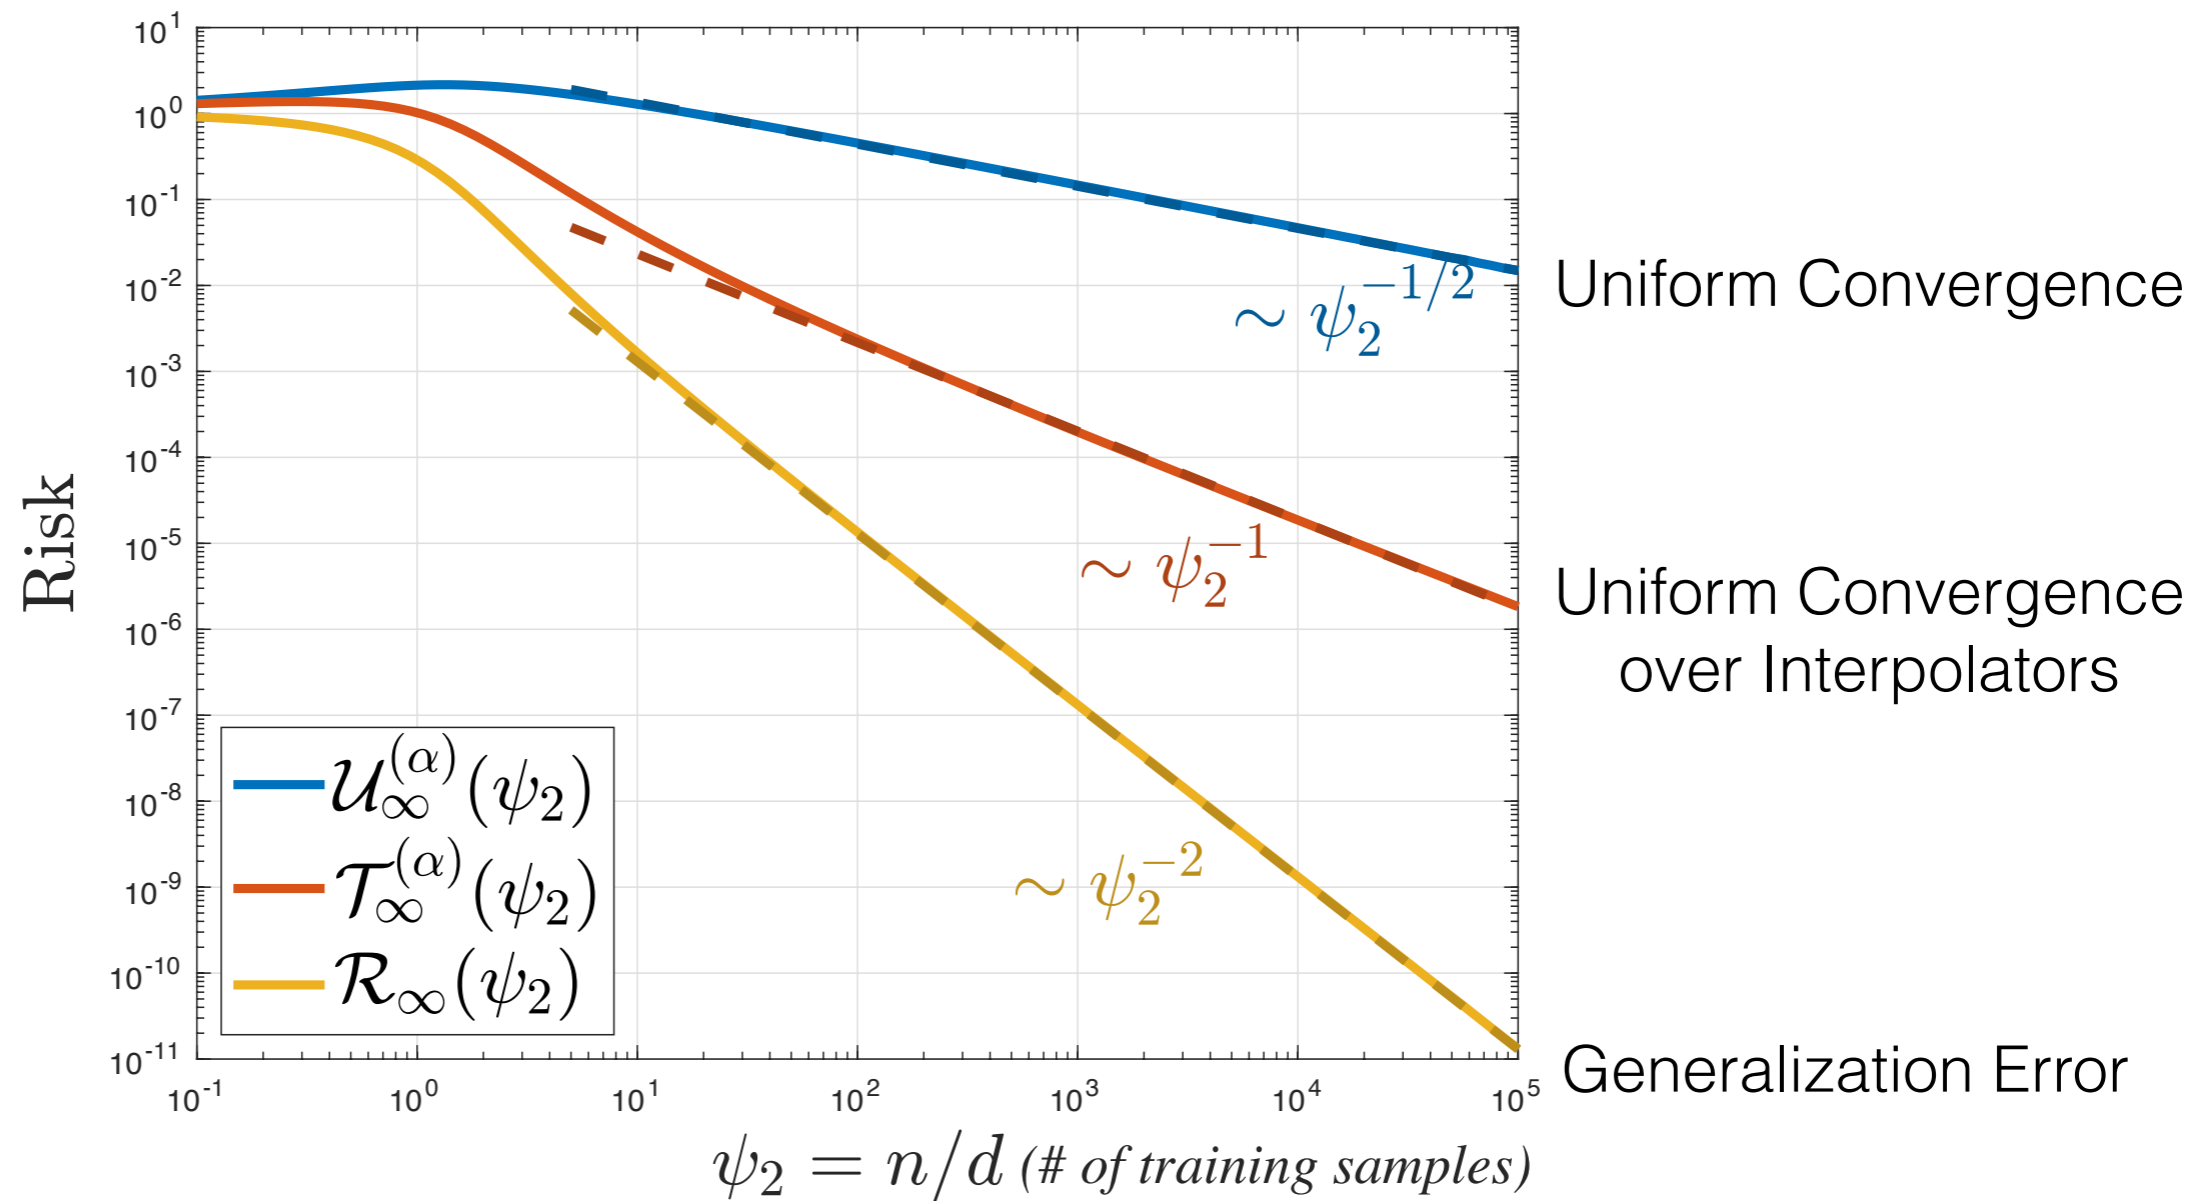 10^1
10^0
10^-1
10^-2
10^-3
10^-4
10^-5
10^-6
10^-7
10^-8
10^-9
10^-10
10^-11
Risk
∼ ψ_2^{-1/2}
∼ ψ_2^{-1}
∼ ψ_2^{-2}
𝒰_∞^{(α)}(ψ_2)
𝒯_∞^{(α)}(ψ_2)
ℛ_∞(ψ_2)
Uniform Convergence
Uniform Convergence
over Interpolators
Generalization Error
10^-1 10^0 10^1 10^2 10^3 10^4 10^5
ψ_2 = n/d (# of training samples)